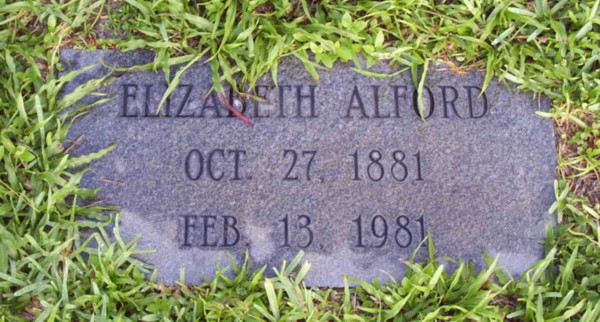 ELIZABETH ALFORD
OCT. 27, 1881
FEB. 13, 1981